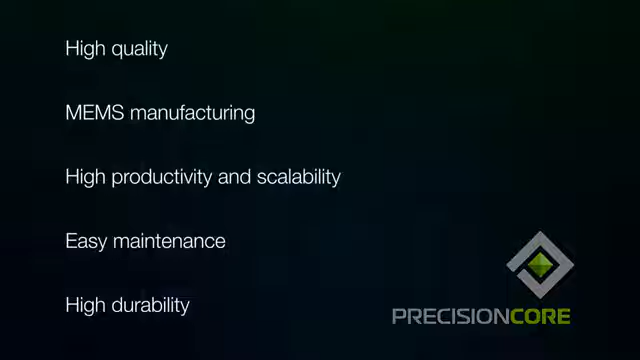 High quality
MEMS manufacturing
High productivity and scalability
Easy maintenance
High durability
PRECISIONCORE